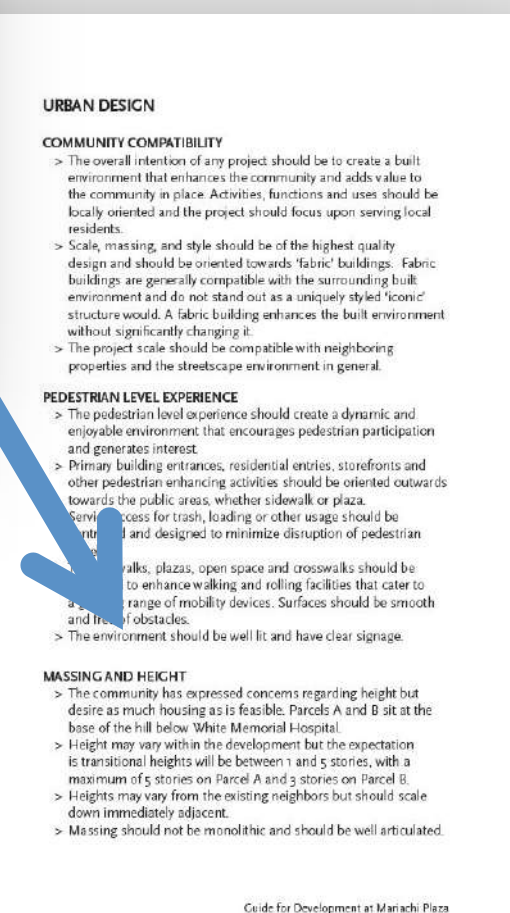 URBAN DESIGN
COMMUNITY COMPATIBILITY
> The overall intention of any project should be to create a built
environment that enhances the community and adds value to
the community in place. Activities, functions and uses should be
locally oriented and the project should focus upon serving local
residents.
> Scale, massing, and style should be of the highest quality
design and should be oriented towards 'fabric' buildings. Fabric
buildings are generally compatible with the surrounding built
environment and do not stand out as a uniquely styled 'iconic'
structure would. A fabric building enhances the built environment
without significantly changing it.
> The project scale should be compatible with neighboring
properties and the streetscape environment in general.
PEDESTRIAN LEVEL EXPERIENCE
> The pedestrian level experience should create a dynamic and
enjoyable environment that encourages pedestrian participation
and generates interest.
> Primary building entrances, residential entries, storefronts and
other pedestrian enhancing activities should be oriented outwards
towards the public areas, whether sidewalk or plaza.
for trash, loading or other usage should be
and designed to minimize disruption of pedestrian
plazas, open space and crosswalks should be
to enhance walking and rolling facilities that cater to
range of mobility devices. Surfaces should be smooth
and of obstacles.
> The environment should be well lit and have clear signage.
MASSING AND HEIGHT
> The community has expressed concerns regarding height but
desire as much housing as is feasible. Parcels A and B sit at the
base of the hill below White Memorial Hospital.
> Height may vary within the development but the expectation
is transitional heights will be between 1 and 5 stories, with a
maximum of 5 stories on Parcel A and 3 stories on Parcel B.
> Heights may vary from the existing neighbors but should scale
down immediately adjacent.
> Massing should not be monolithic and should be well articulated.
Guide for Development at Mariachi Plaza